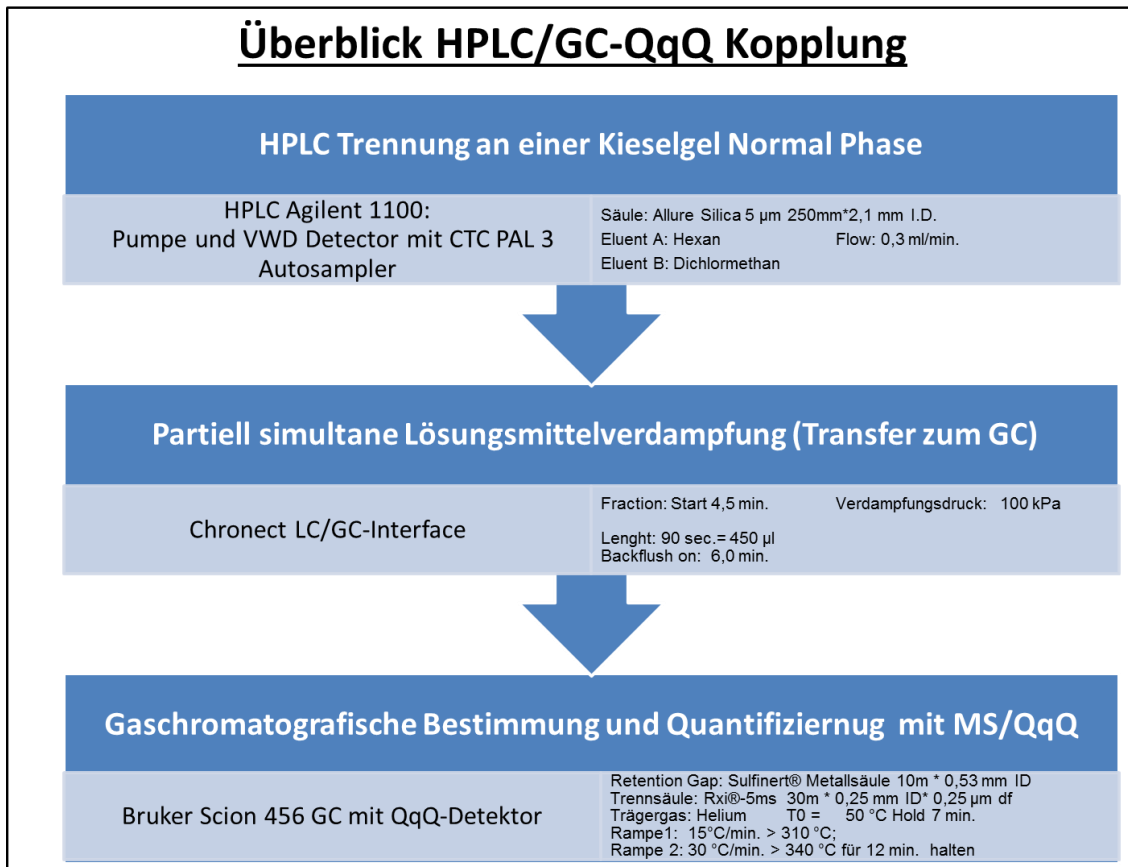 Überblick HPLC/GC-QqQ Kopplung
HPLC Trennung an einer Kieselgel Normal Phase
HPLC Agilent 1100:
Pumpe und VWD Detector mit CTC PAL 3
Autosampler
Säule: Allure Silica 5 µm 250mm*2,1 mm I.D.
Eluent A: Hexan Flow: 0,3 ml/min.
Eluent B: Dichlormethan
Partiell simultane Lösungsmittelverdampfung (Transfer zum GC)
Chronect LC/GC-Interface
Fraction: Start 4,5 min. Verdampfungsdruck: 100 kPa
Lenght: 90 sec.= 450 µl
Backflush on: 6,0 min.
Gaschromatografische Bestimmung und Quantifiziernug mit MS/QqQ
Bruker Scion 456 GC mit QqQ-Detektor
Retention Gap: Sulfinert® Metallsäule 10m * 0,53 mm ID
Trennsäule: Rxi®-5ms 30m * 0,25 mm ID* 0,25 µm df
Trägergas: Helium T0 = 50 °C Hold 7 min.
Rampe1: 15°C/min. > 310 °C;
Rampe 2: 30 °C/min. > 340 °C für 12 min. halten